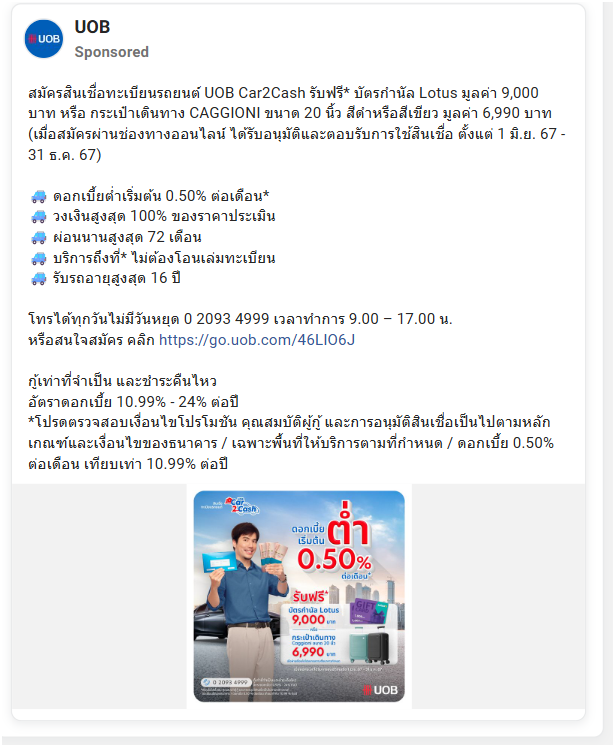 UOB
UOB
Sponsored
สมัครสินเชื่อทะเบียนรถยนต์ UOB Car2Cash รับฟรี* บัตรกำนัล Lotus มูลค่า 9,000
บาท หรือ กระเป๋าเดินทาง CAGGIONI ขนาด 20 นิ้ว สีดำหรือสีเขียว มูลค่า 6,990 บาท
(เมื่อสมัครผ่านช่องทางออนไลน์ ได้รับอนุมัติและตอบรับการใช้สินเชื่อ ตั้งแต่ 1 มิ.ย. 67 -
31 ธ.ค. 67)
ดอกเบี้ยต่ำเริ่มต้น 0.50% ต่อเดือน*
วงเงินสูงสุด 100% ของราคาประเมิน
ผ่อนนานสูงสุด 72 เดือน
บริการถึงที่* ไม่ต้องโอนเล่มทะเบียน
รับรถอายุสูงสุด 16 ปี
โทรได้ทุกวันไม่มีวันหยุด 0 2093 4999 เวลาทำการ 9.00 – 17.00 น.
หรือสนใจสมัคร คลิก https://go.uob.com/46LIO6J
กู้เท่าที่จำเป็น และชำระคืนไหว
อัตราดอกเบี้ย 10.99% - 24% ต่อปี
*โปรดตรวจสอบเงื่อนไขโปรโมชัน คุณสมบัติผู้กู้ และการอนุมัติสินเชื่อเป็นไปตามหลัก
เกณฑ์และเงื่อนไขของธนาคาร / เฉพาะพื้นที่ให้บริการตามที่กำหนด / ดอกเบี้ย 0.50%
ต่อเดือน เทียบเท่า 10.99% ต่อปี
Car
2Cash
ดอกเบี้ย
เริ่มต้น
ต่ำ
0.50%
ต่อเดือน*
รับฟรี*
บัตรกำนัล Lotus
9,000 บาท
หรือ
กระเป๋าเดินทาง
Caggioni ขนาด 20 นิ้ว
6,990 บาท
GIFT
0 2093 4999
UOB